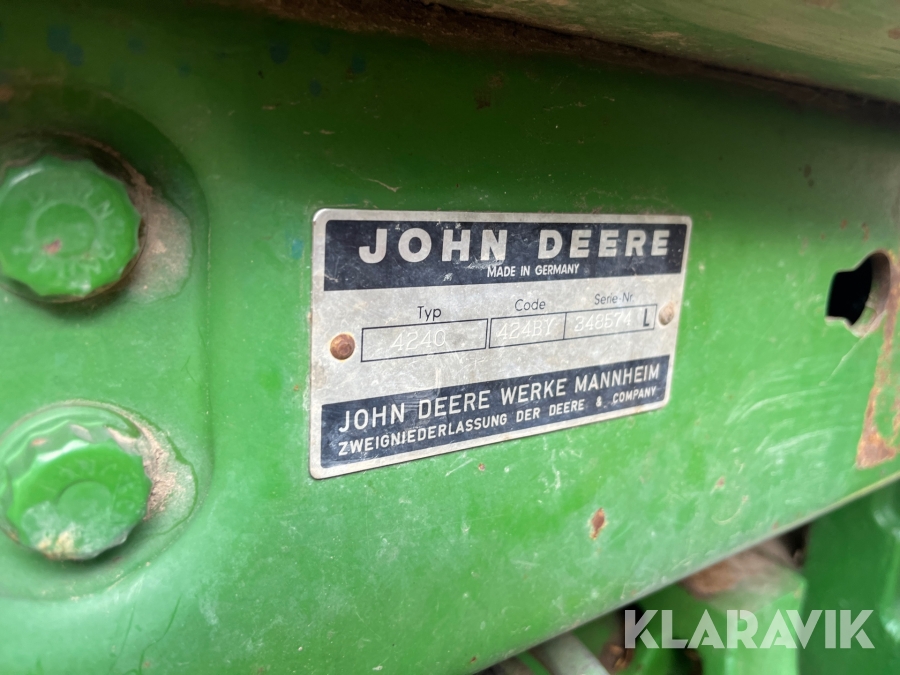 JOHN DEERE
MADE IN GERMANY
Typ Code Serie-Nr.
4240 424BY 348574 L
JOHN DEERE WERKE MANNHEIM
ZWEIGNIEDERLASSUNG DER DEERE & COMPANY
KLARAVIK